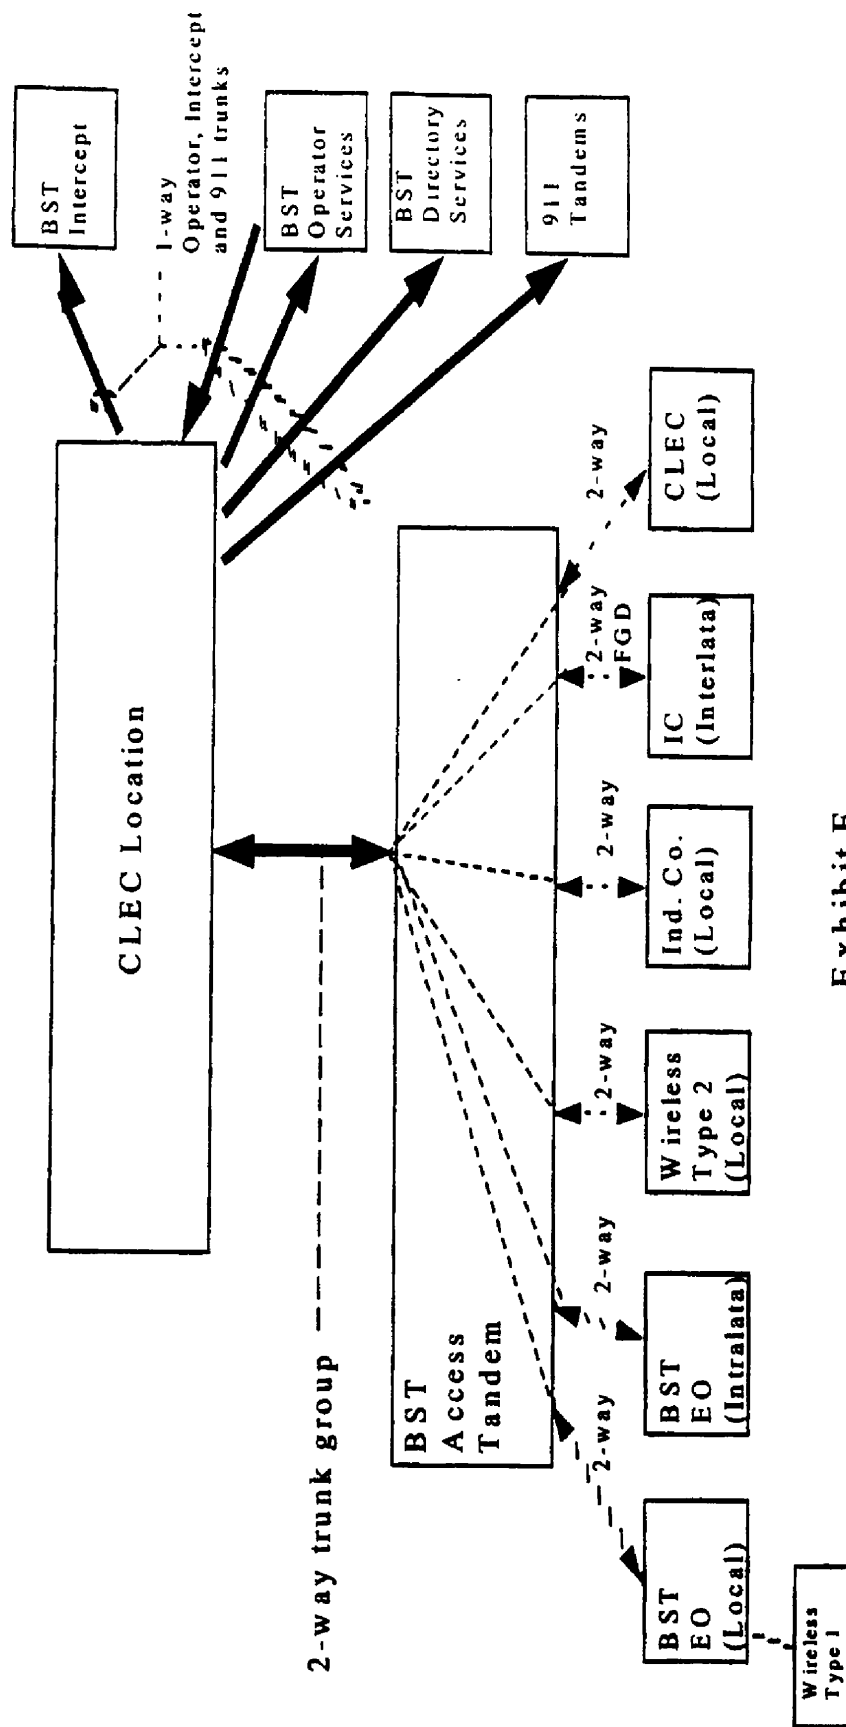 BST
Intercept
1-way
Operator, Intercept
and 911 trunks
BST
Operator
Services
BST
Directory
Services
911
Tandems
CLEC Location
2-way trunk group
BST
Access
Tandem
2-way
2-way
2-way
2-way
2-way
FGD
2-way
BST
EO
(Local)
BST
EO
(Intralata)
Wireless
Type 2
(Local)
Ind. Co.
(Local)
IC
(Interlata)
CLEC
(Local)
Wireless
Type 1
Exhibit